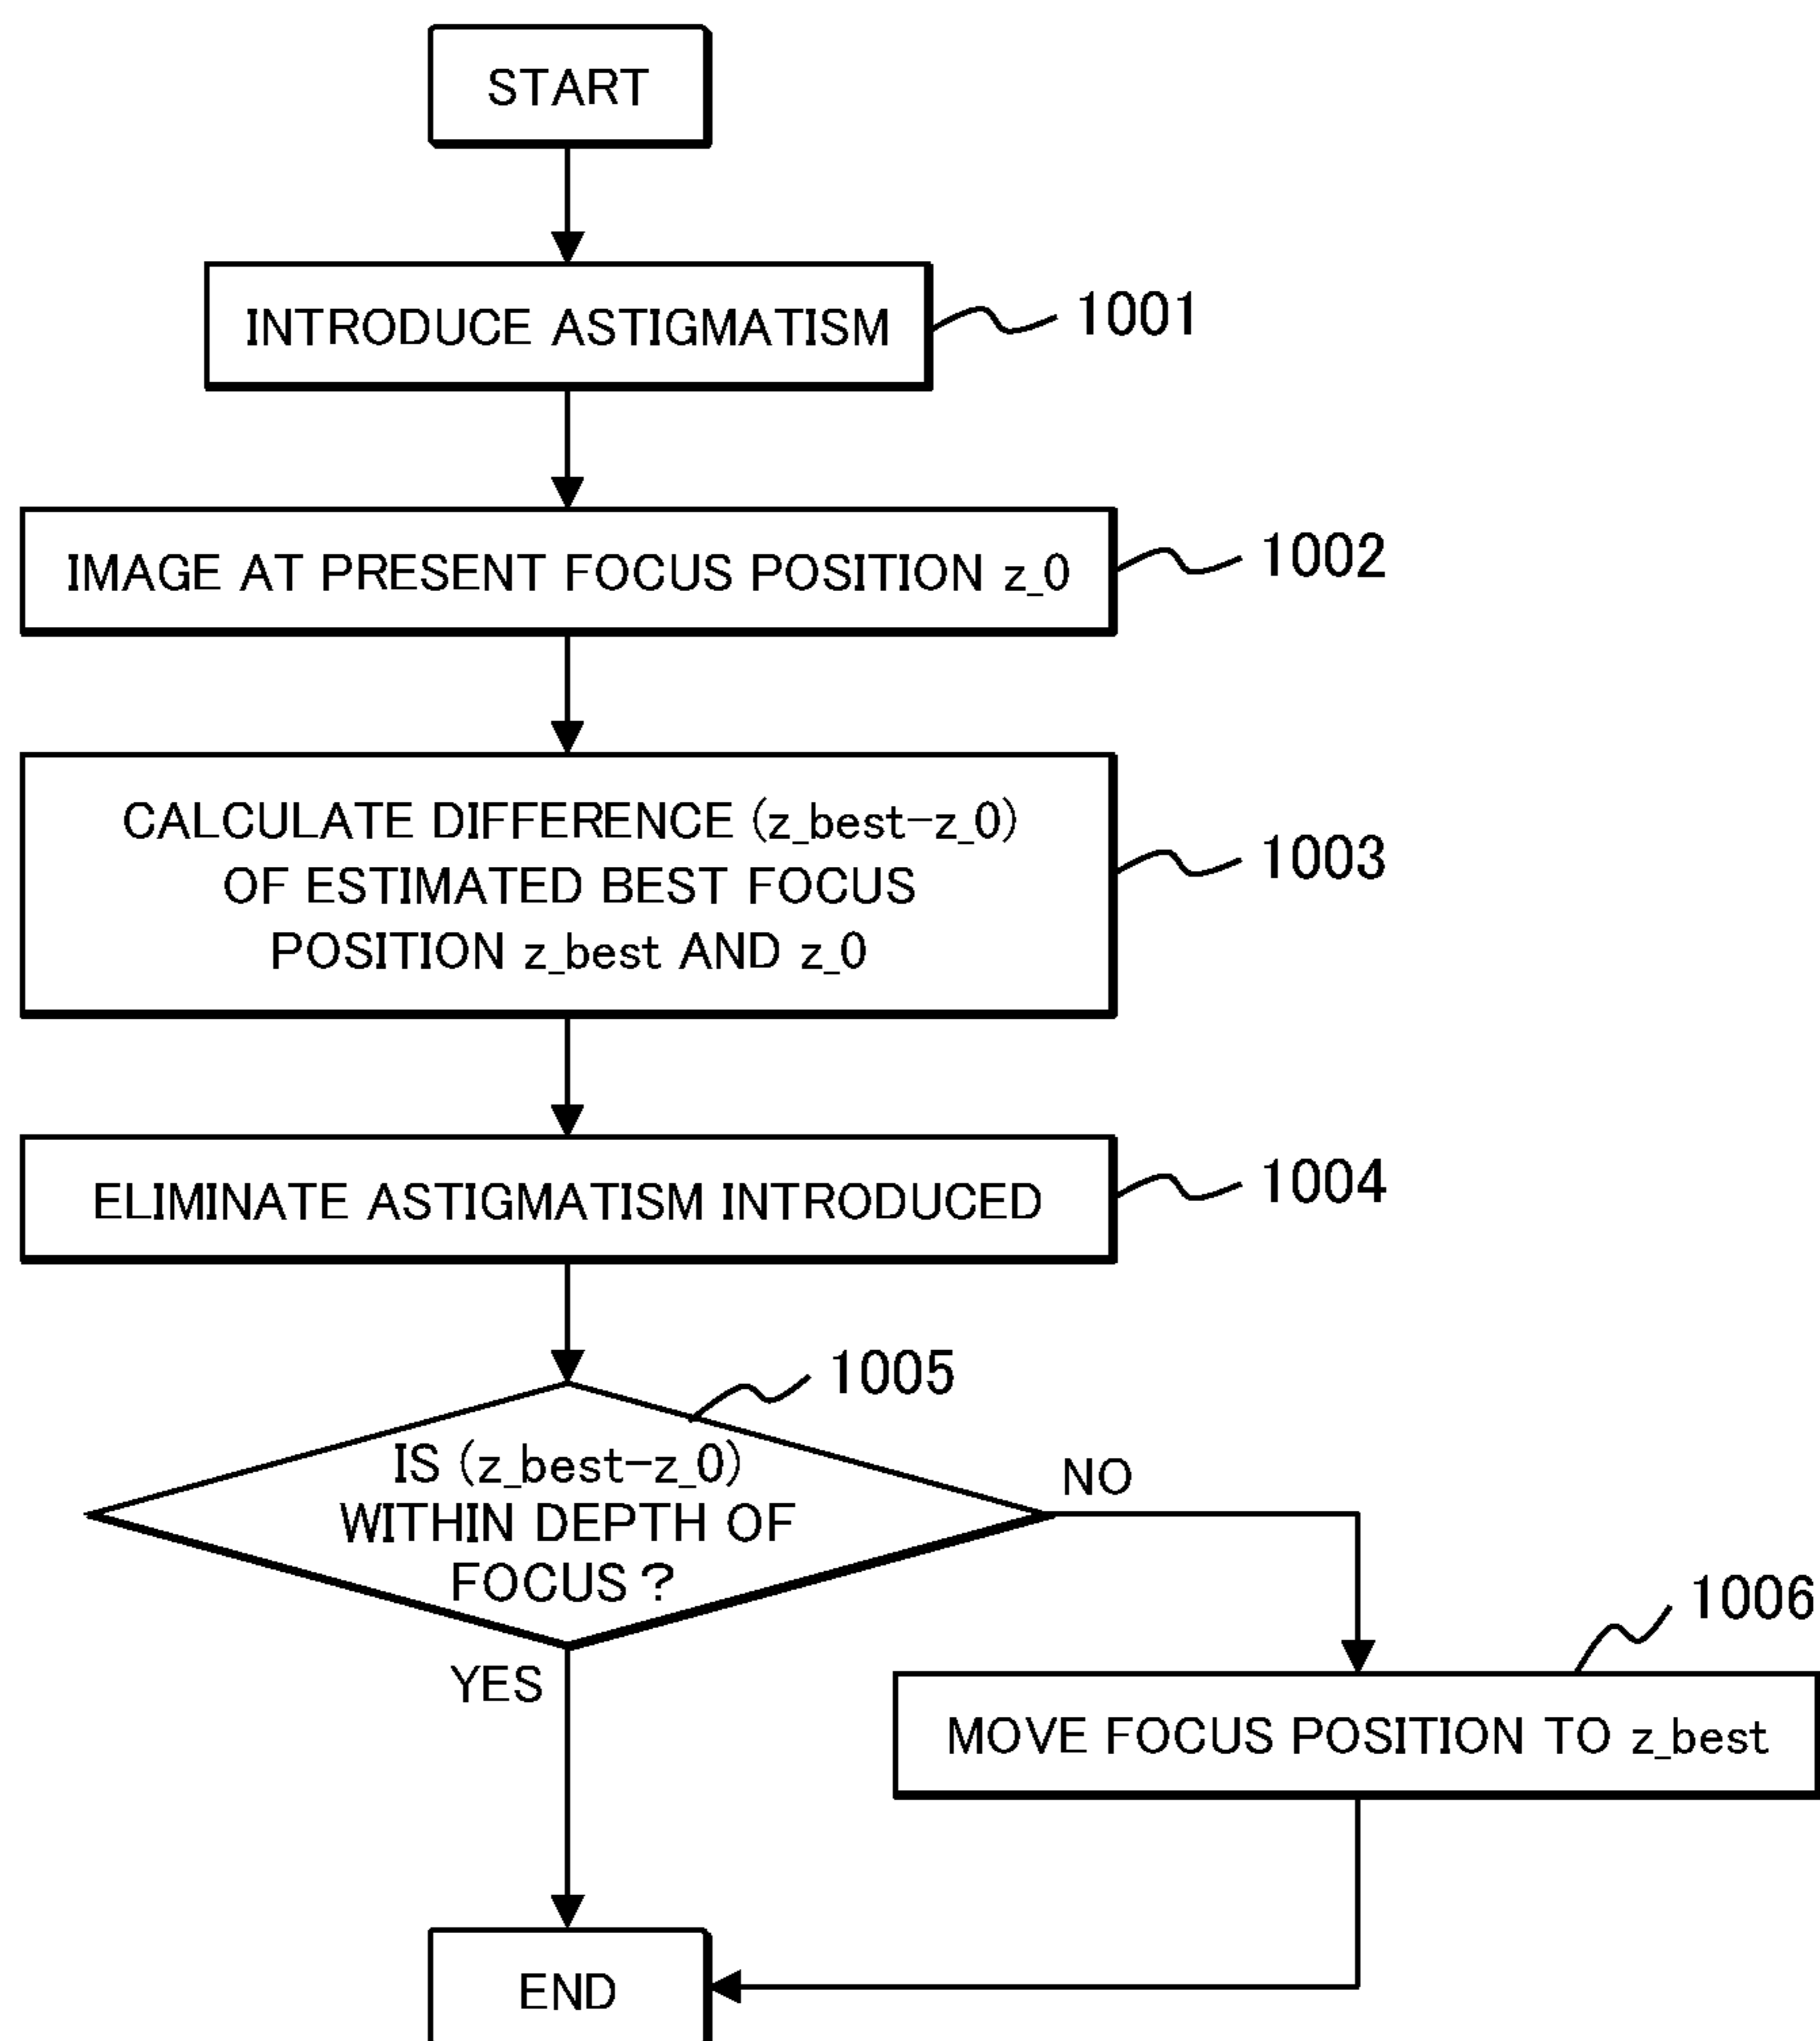 START
INTRODUCE ASTIGMATISM
1001
IMAGE AT PRESENT FOCUS POSITION z_0
1002
CALCULATE DIFFERENCE (z_best-z_0)
OF ESTIMATED BEST FOCUS
POSITION z_best AND z_0
1003
ELIMINATE ASTIGMATISM INTRODUCED
1004
1005
IS (z_best-z_0)
WITHIN DEPTH OF
FOCUS?
NO
YES
1006
MOVE FOCUS POSITION TO z_best
END